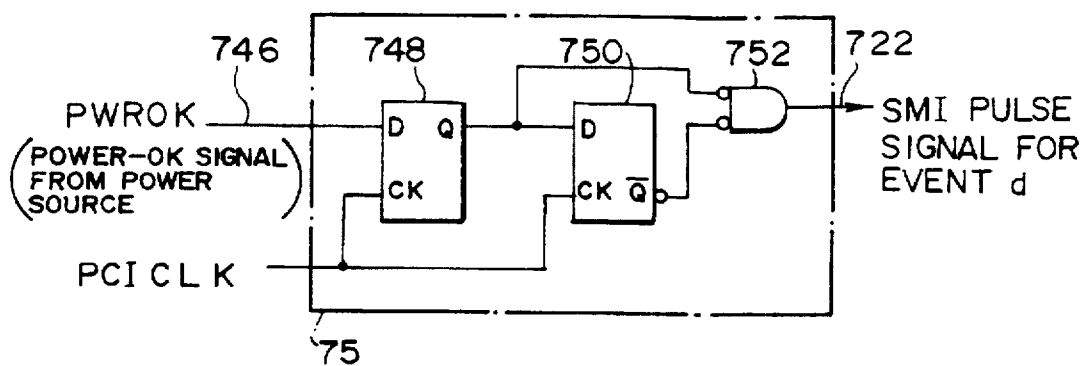 746
748
750
752
722
PWROK
(POWER-OK SIGNAL
FROM POWER
SOURCE)
D Q
CK
D
CK Q̅
SMI PULSE
SIGNAL FOR
EVENT d
PCI CLK
75